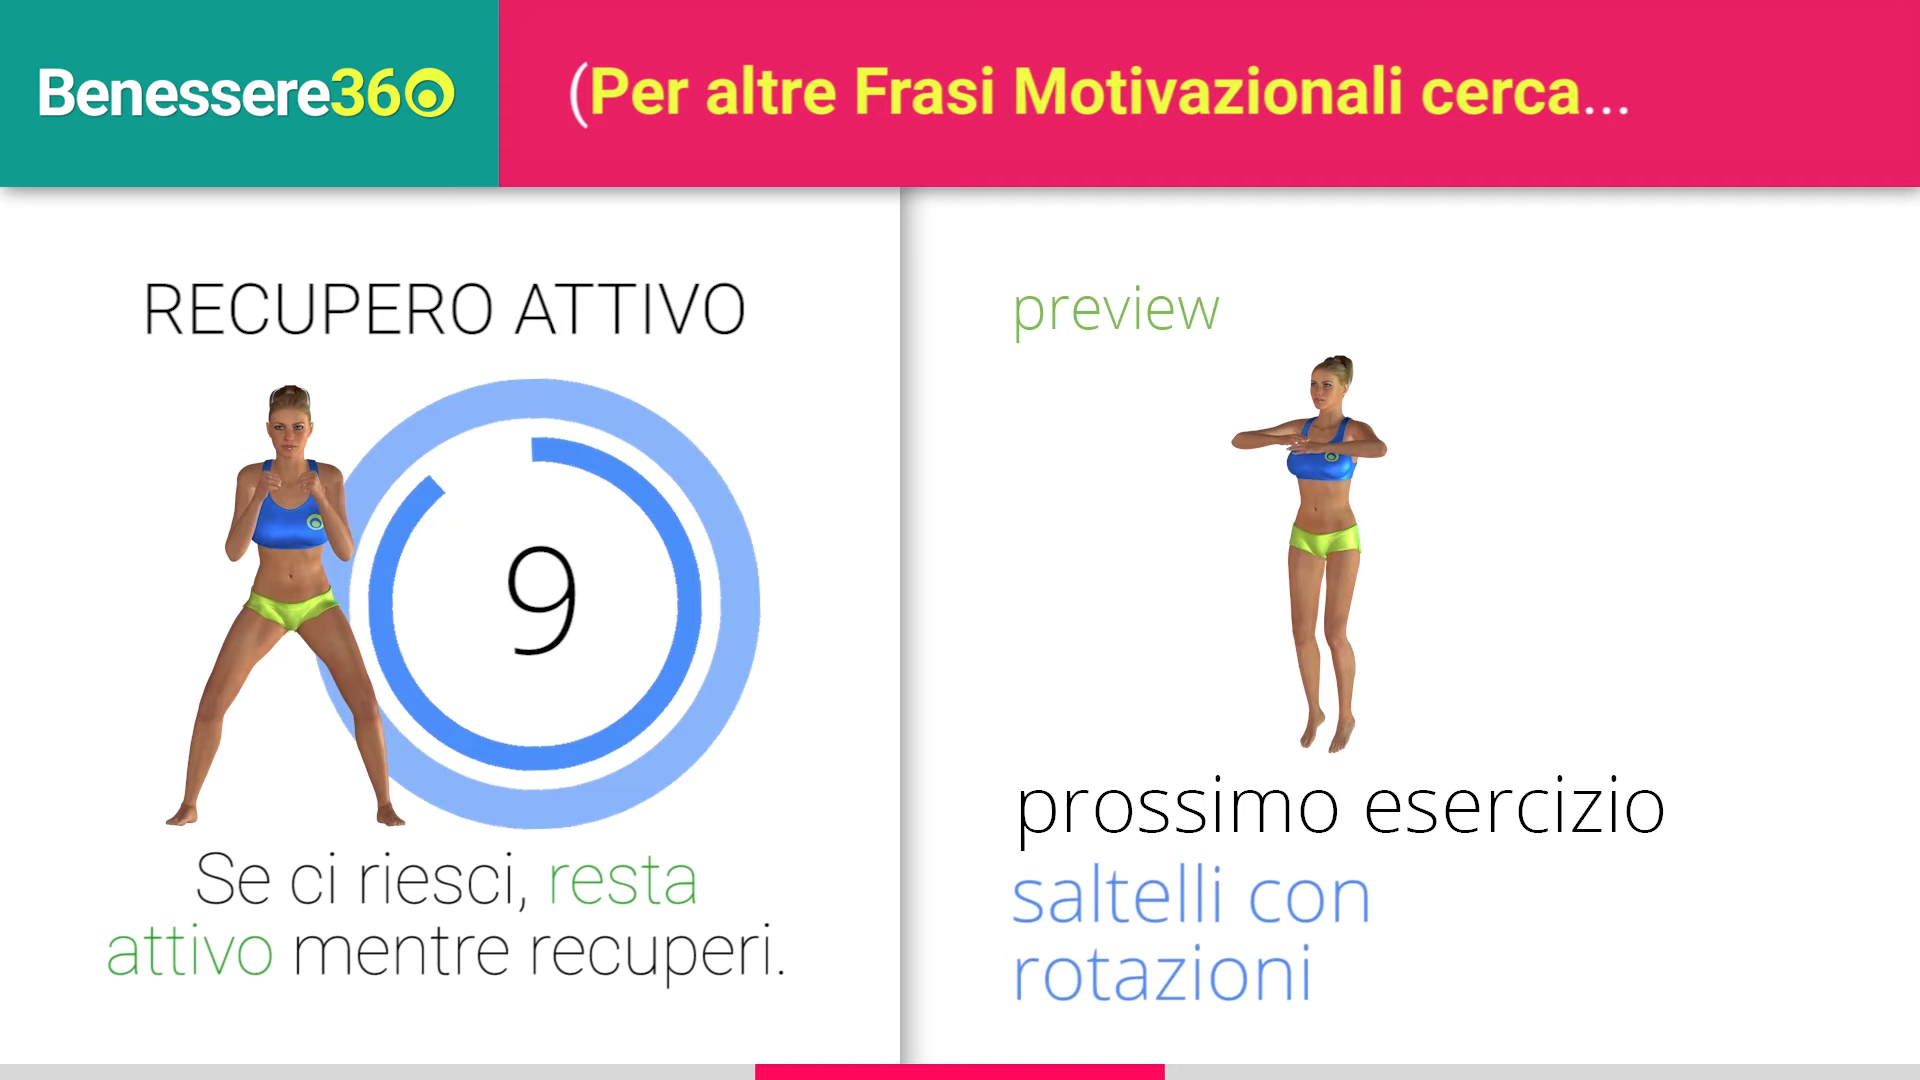 Benessere360
(Per altre Frasi Motivazionali cerca...
RECUPERO ATTIVO
9
Se ci riesci, resta
attivo mentre recuperi.
preview
prossimo esercizio
saltelli con
rotazioni